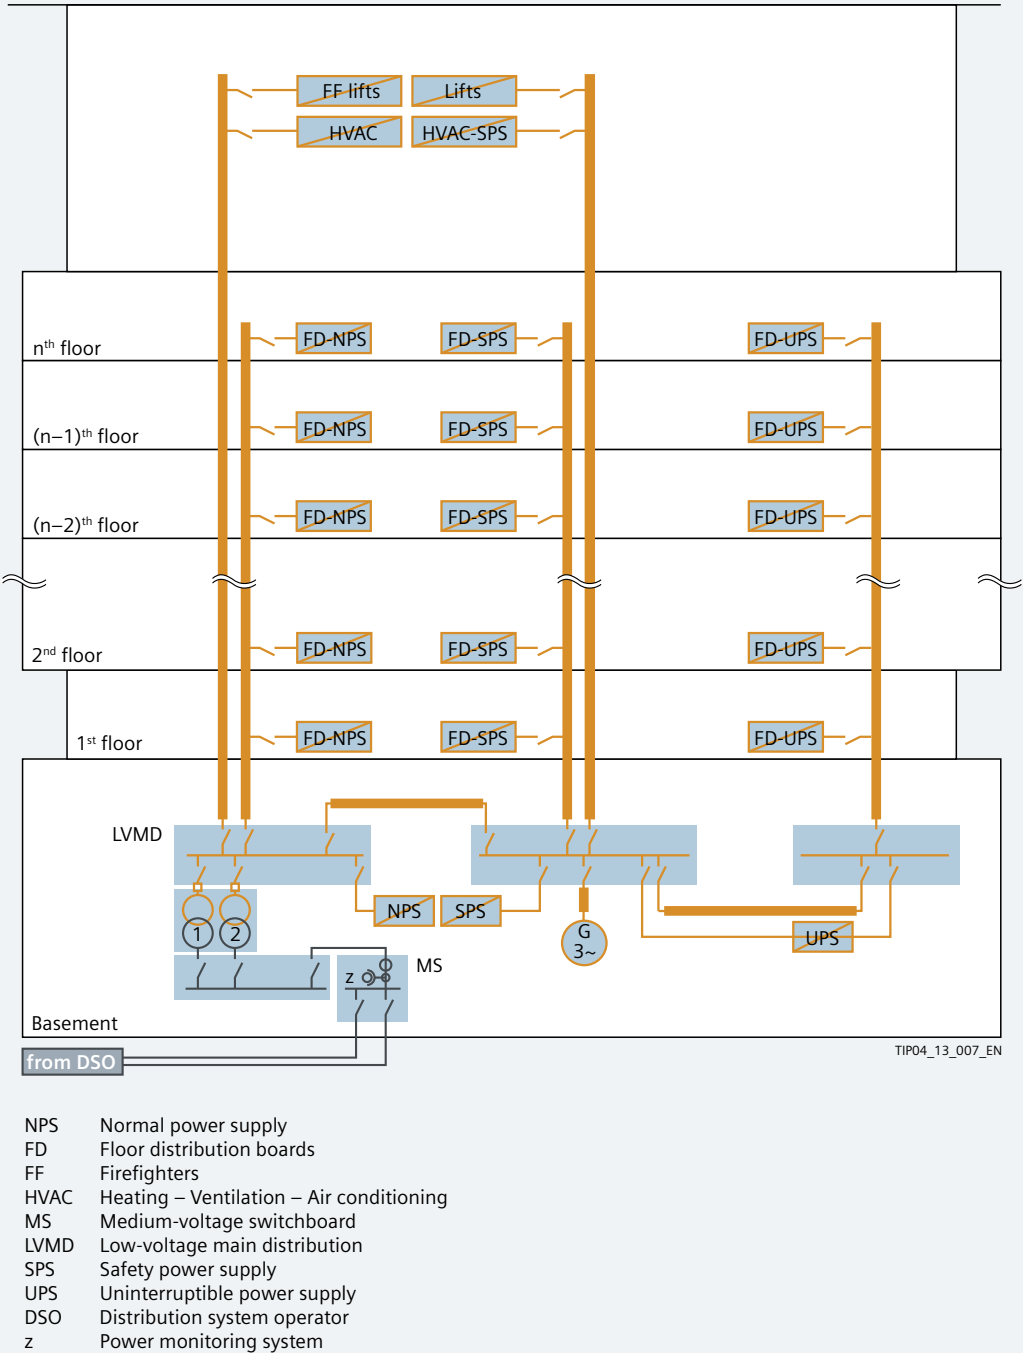 FF lifts Lifts
HVAC HVAC-SPS
nth floor FD-NPS FD-SPS FD-UPS
(n–1)th floor FD-NPS FD-SPS FD-UPS
(n–2)th floor FD-NPS FD-SPS FD-UPS
2nd floor FD-NPS FD-SPS FD-UPS
1st floor FD-NPS FD-SPS FD-UPS
LVMD
NPS SPS
1 2 G
3~
UPS
z MS
Basement
from DSO
TIP04_13_007_EN
NPS Normal power supply
FD Floor distribution boards
FF Firefighters
HVAC Heating – Ventilation – Air conditioning
MS Medium-voltage switchboard
LVMD Low-voltage main distribution
SPS Safety power supply
UPS Uninterruptible power supply
DSO Distribution system operator
z Power monitoring system